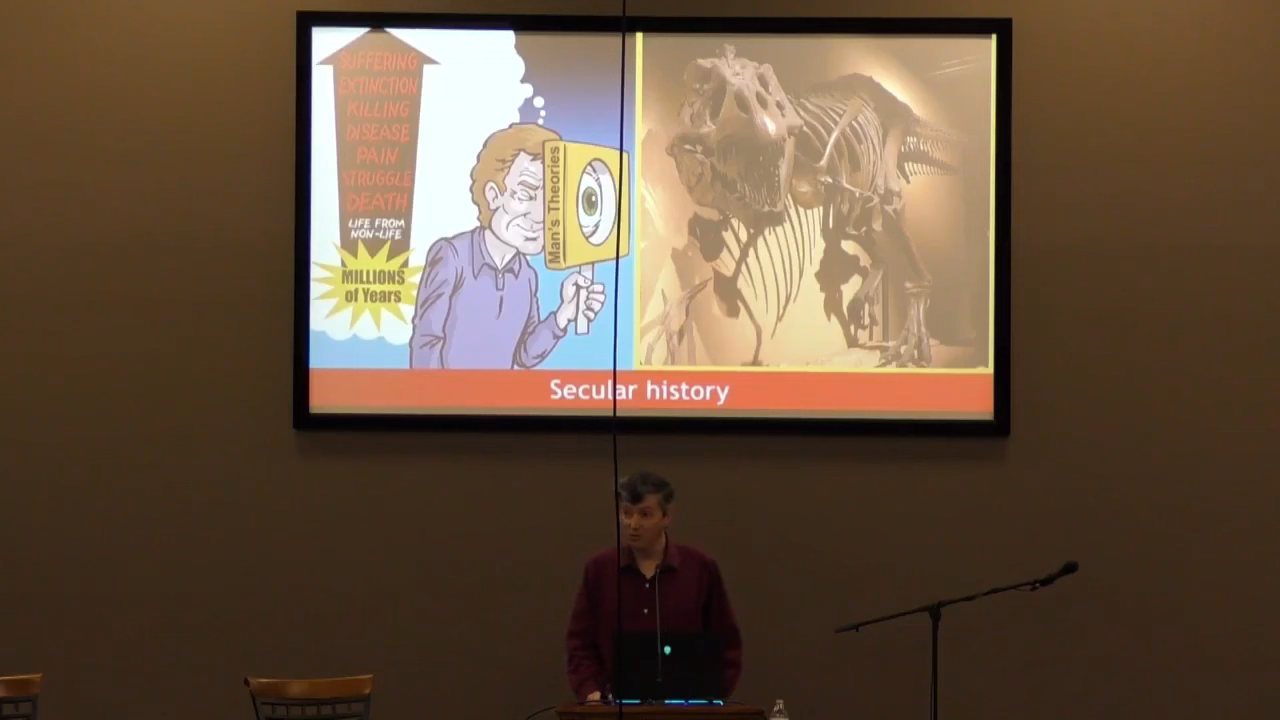 SUFFERING
EXTINCTION
KILLING
DISEASE
PAIN
STRUGGLE
DEATH
LIFE FROM
NON-LIFE
MILLIONS
of Years
Man's Theories
Secular history